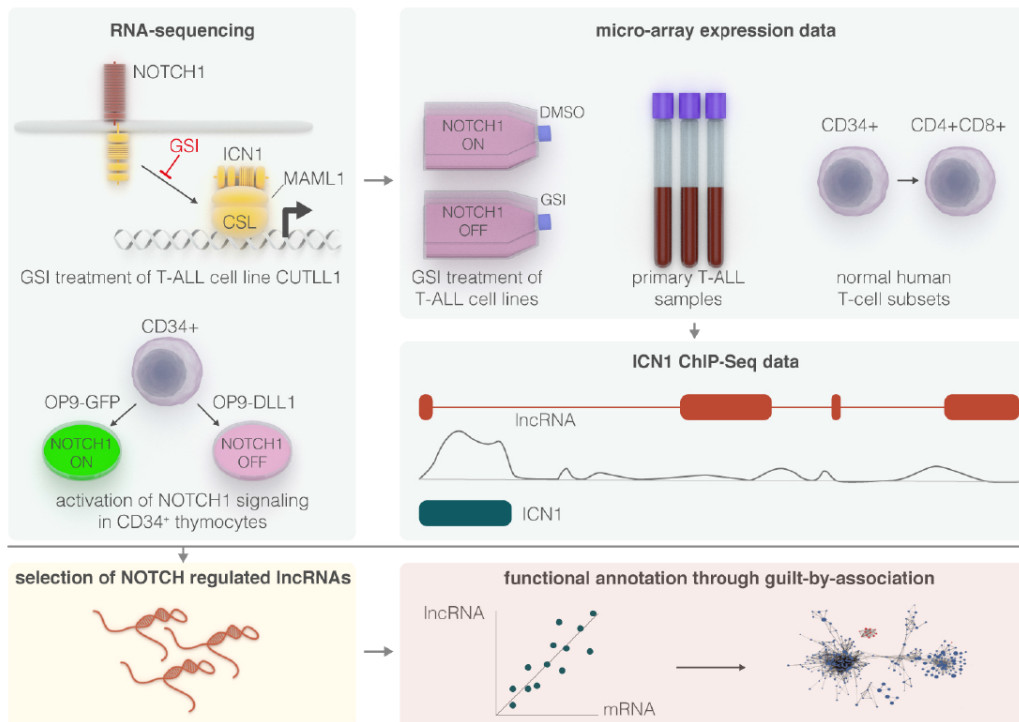 RNA-sequencing
NOTCH1
GSI
ICN1
MAML1
CSL
GSI treatment of T-ALL cell line CUTLL1
CD34+
OP9-GFP
OP9-DLL1
NOTCH1
ON
NOTCH1
OFF
activation of NOTCH1 signaling
in CD34⁺ thymocytes
micro-array expression data
DMSO
NOTCH1
ON
GSI
NOTCH1
OFF
GSI treatment of
T-ALL cell lines
primary T-ALL
samples
CD34+
CD4+CD8+
normal human
T-cell subsets
ICN1 ChIP-Seq data
lncRNA
ICN1
selection of NOTCH regulated lncRNAs
functional annotation through guilt-by-association
lncRNA
mRNA